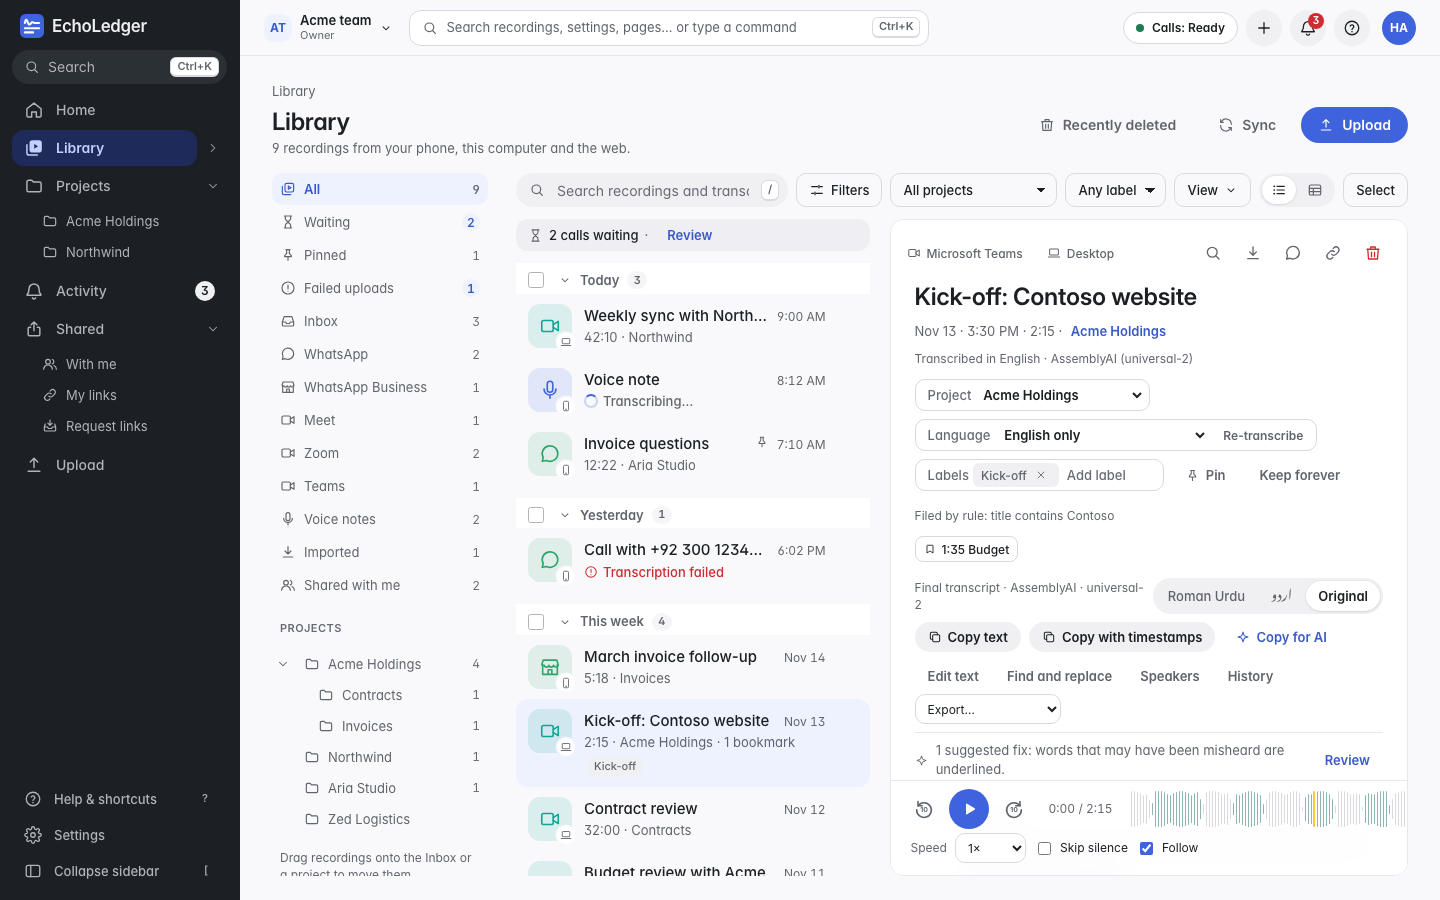 EchoLedger
Search Ctrl+K
Home
Library
Projects
Acme Holdings
Northwind
Activity 3
Shared
With me
My links
Request links
Upload
Help & shortcuts ?
Settings
Collapse sidebar [
AT Acme team
Owner
Search recordings, settings, pages... or type a command Ctrl+K
Calls: Ready
3
HA
Library
Library
9 recordings from your phone, this computer and the web.
Recently deleted
Sync
Upload
All 9
Waiting 2
Pinned 1
Failed uploads 1
Inbox 3
WhatsApp 2
WhatsApp Business 1
Meet 1
Zoom 2
Teams 1
Voice notes 2
Imported 1
Shared with me 2
PROJECTS
Acme Holdings 4
Contracts 1
Invoices 1
Northwind 1
Aria Studio 1
Zed Logistics
Drag recordings onto the Inbox or
a project to move them
Search recordings and transc /
Filters
All projects
Any label
View
Select
2 calls waiting · Review
Today 3
Weekly sync with North... 9:00 AM
42:10 · Northwind
Voice note 8:12 AM
Transcribing...
Invoice questions 7:10 AM
12:22 · Aria Studio
Yesterday 1
Call with +92 300 1234... 6:02 PM
Transcription failed
This week 4
March invoice follow-up Nov 14
5:18 · Invoices
Kick-off: Contoso website Nov 13
2:15 · Acme Holdings · 1 bookmark
Kick-off
Contract review Nov 12
32:00 · Contracts
Budget review with Acme Nov 11
Microsoft Teams Desktop
Kick-off: Contoso website
Nov 13 · 3:30 PM · 2:15 · Acme Holdings
Transcribed in English · AssemblyAI (universal-2)
Project Acme Holdings
Language English only Re-transcribe
Labels Kick-off × Add label Pin Keep forever
Filed by rule: title contains Contoso
1:35 Budget
Final transcript · AssemblyAI · universal-
2
Roman Urdu اردو Original
Copy text Copy with timestamps Copy for AI
Edit text Find and replace Speakers History
Export...
1 suggested fix: words that may have been misheard are
underlined.
Review
10 10 0:00 / 2:15
Speed 1× Skip silence Follow